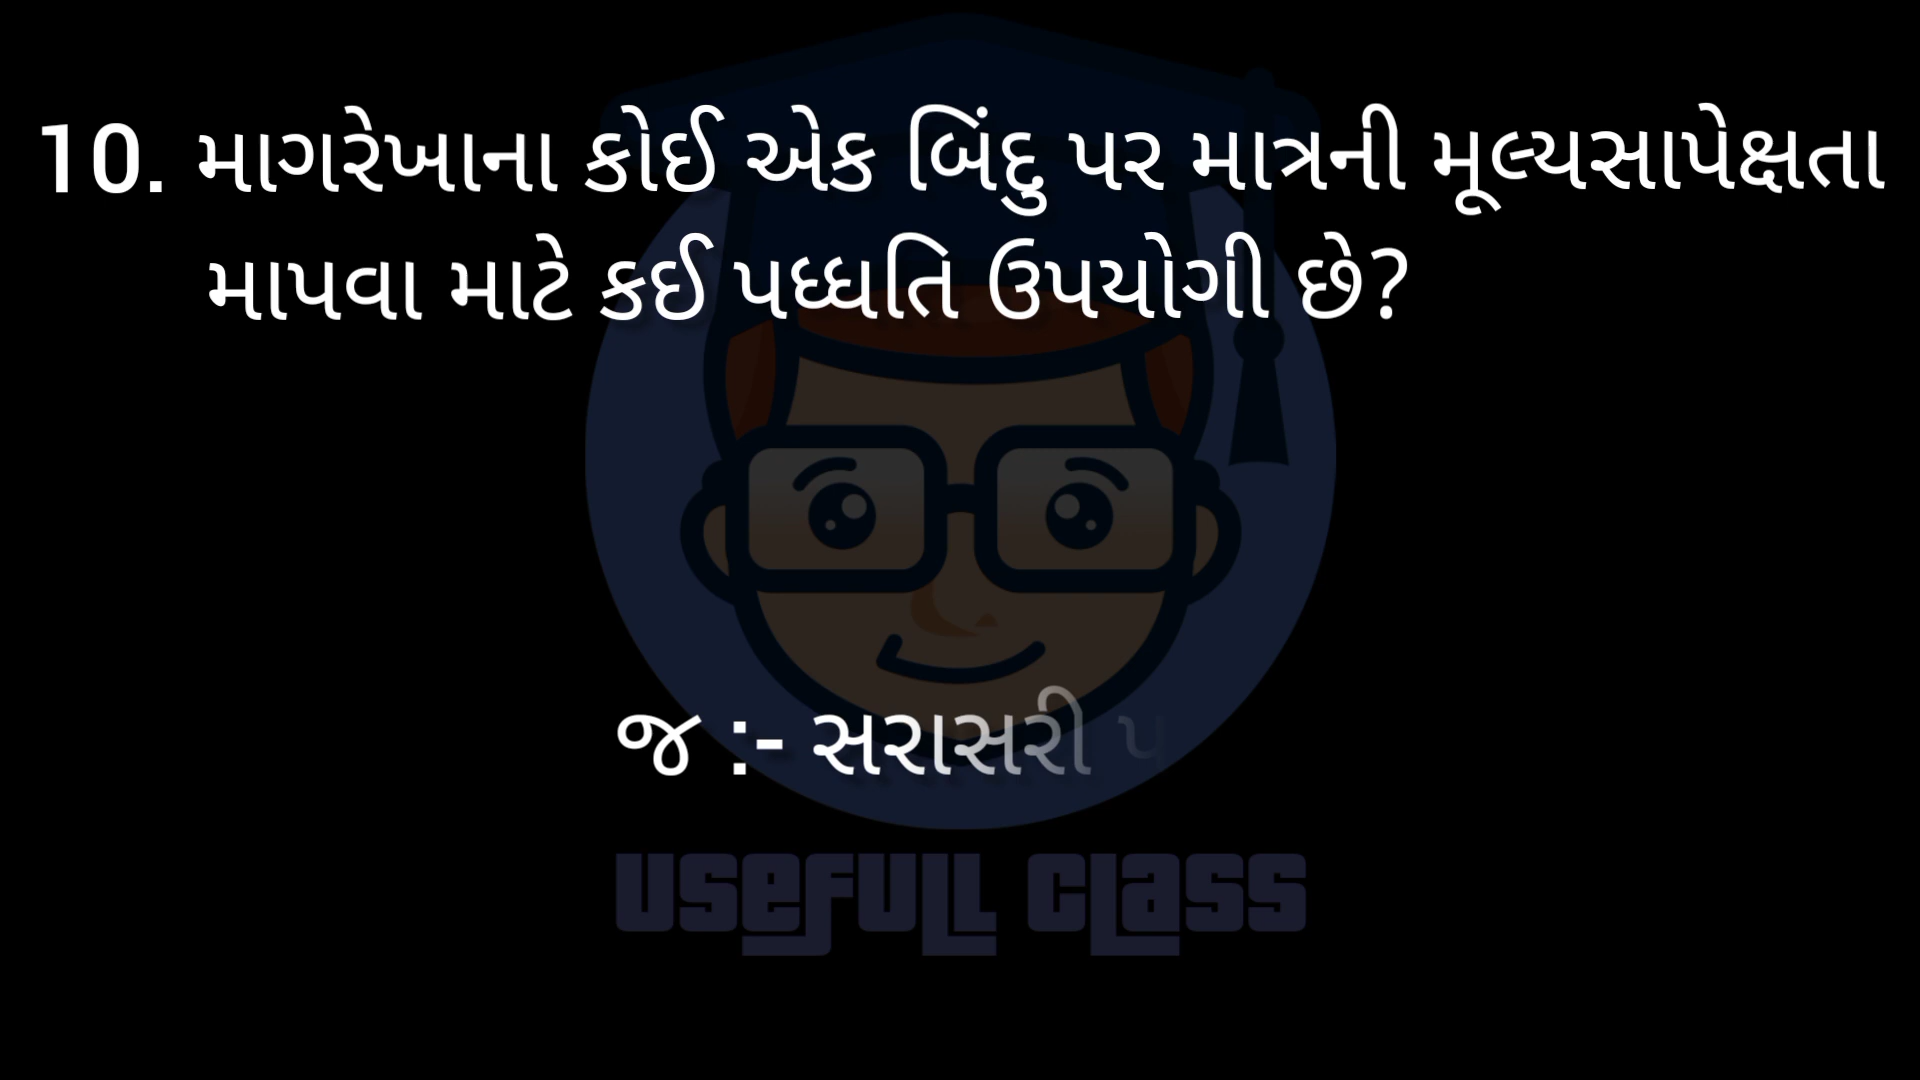 10. માગરેખાના કોઈ એક બિંદુ પર માત્રની મૂલ્યસાપેક્ષતા
માપવા માટે કઈ પધ્ધતિ ઉપયોગી છે?
જ :- સરાસરી
USEFULL CLASS